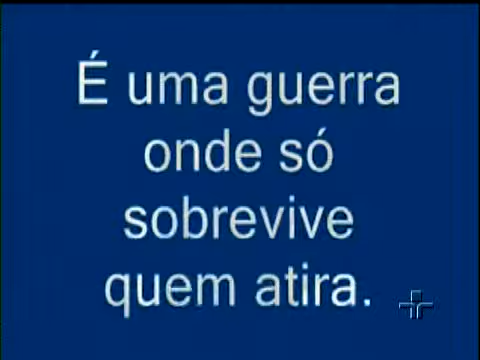 É uma guerra
onde só
sobrevive
quem atira.